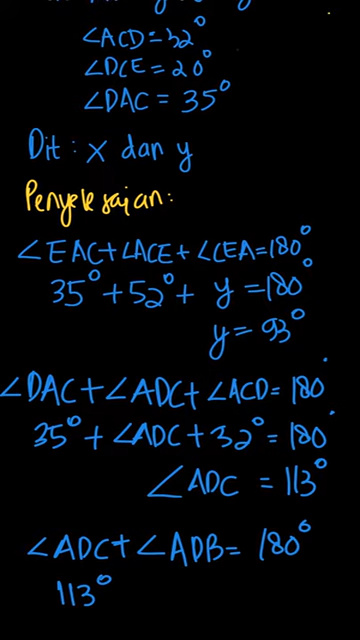 ∠ACD = 32°
∠DCE = 20°
∠DAC = 35°
Dit : x dan y
Penyelesaian:
∠EAC + ∠ACE + ∠CEA = 180°
35° + 52° + y = 180°
y = 93°
∠DAC + ∠ADC + ∠ACD = 180°
35° + ∠ADC + 32° = 180°
∠ADC = 113°
∠ADC + ∠ADB = 180°
113°